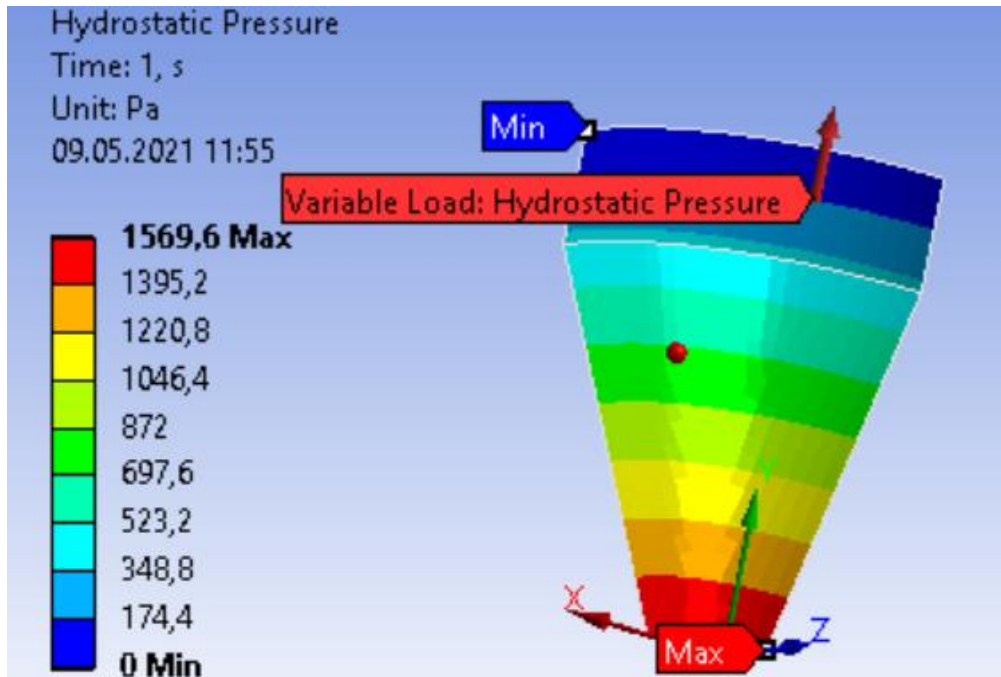 Hydrostatic Pressure
Time: 1, s
Unit: Pa
09.05.2021 11:55
Min
Variable Load: Hydrostatic Pressure
1569,6 Max
1395,2
1220,8
1046,4
872
697,6
523,2
348,8
174,4
0 Min
Y
X
Z
Max